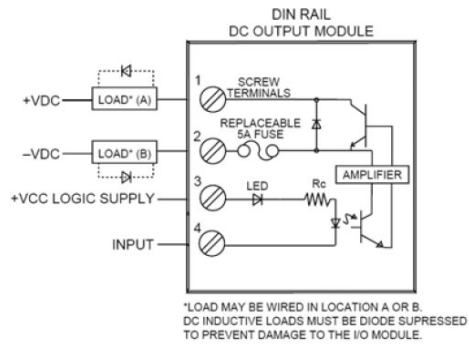 DIN RAIL
DC OUTPUT MODULE
1
SCREW
TERMINALS
+VDC
LOAD* (A)
REPLACEABLE
5A FUSE
2
–VDC
LOAD* (B)
AMPLIFIER
3
LED
Rc
+VCC LOGIC SUPPLY
4
INPUT
*LOAD MAY BE WIRED IN LOCATION A OR B.
DC INDUCTIVE LOADS MUST BE DIODE SUPRESSED
TO PREVENT DAMAGE TO THE I/O MODULE.